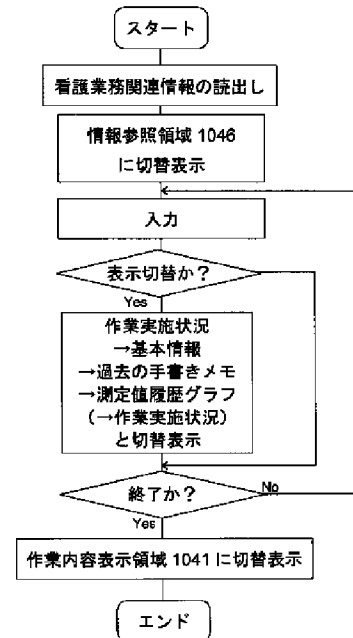 スタート
看護業務関連情報の読出し
情報参照領域 1046
に切替表示
入力
表示切替か？
Yes
作業実施状況
→基本情報
→過去の手書きメモ
→測定値履歴グラフ
（→作業実施状況）
と切替表示
終了か？
No
Yes
作業内容表示領域 1041 に切替表示
エンド